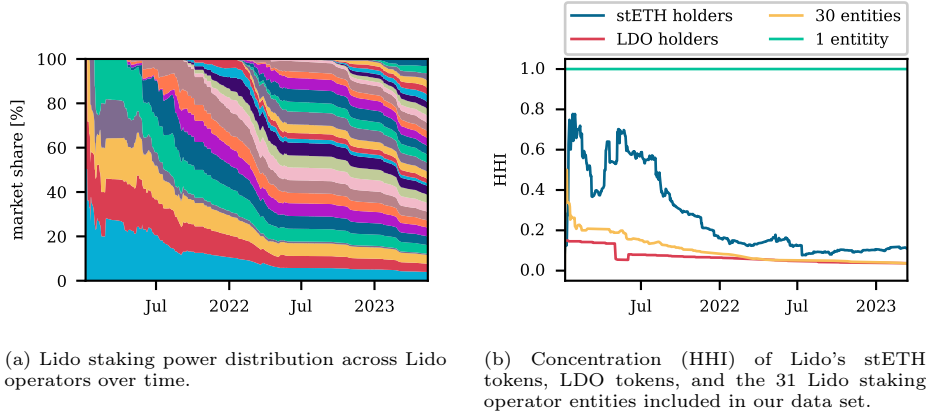 market share [%]
100
80
60
40
20
0
Jul
2022
Jul
2023
(a) Lido staking power distribution across Lido
operators over time.
stETH holders
LDO holders
30 entities
1 entitity
HHI
1.0
0.8
0.6
0.4
0.2
0.0
Jul
2022
Jul
2023
(b) Concentration (HHI) of Lido's stETH
tokens, LDO tokens, and the 31 Lido staking
operator entities included in our data set.